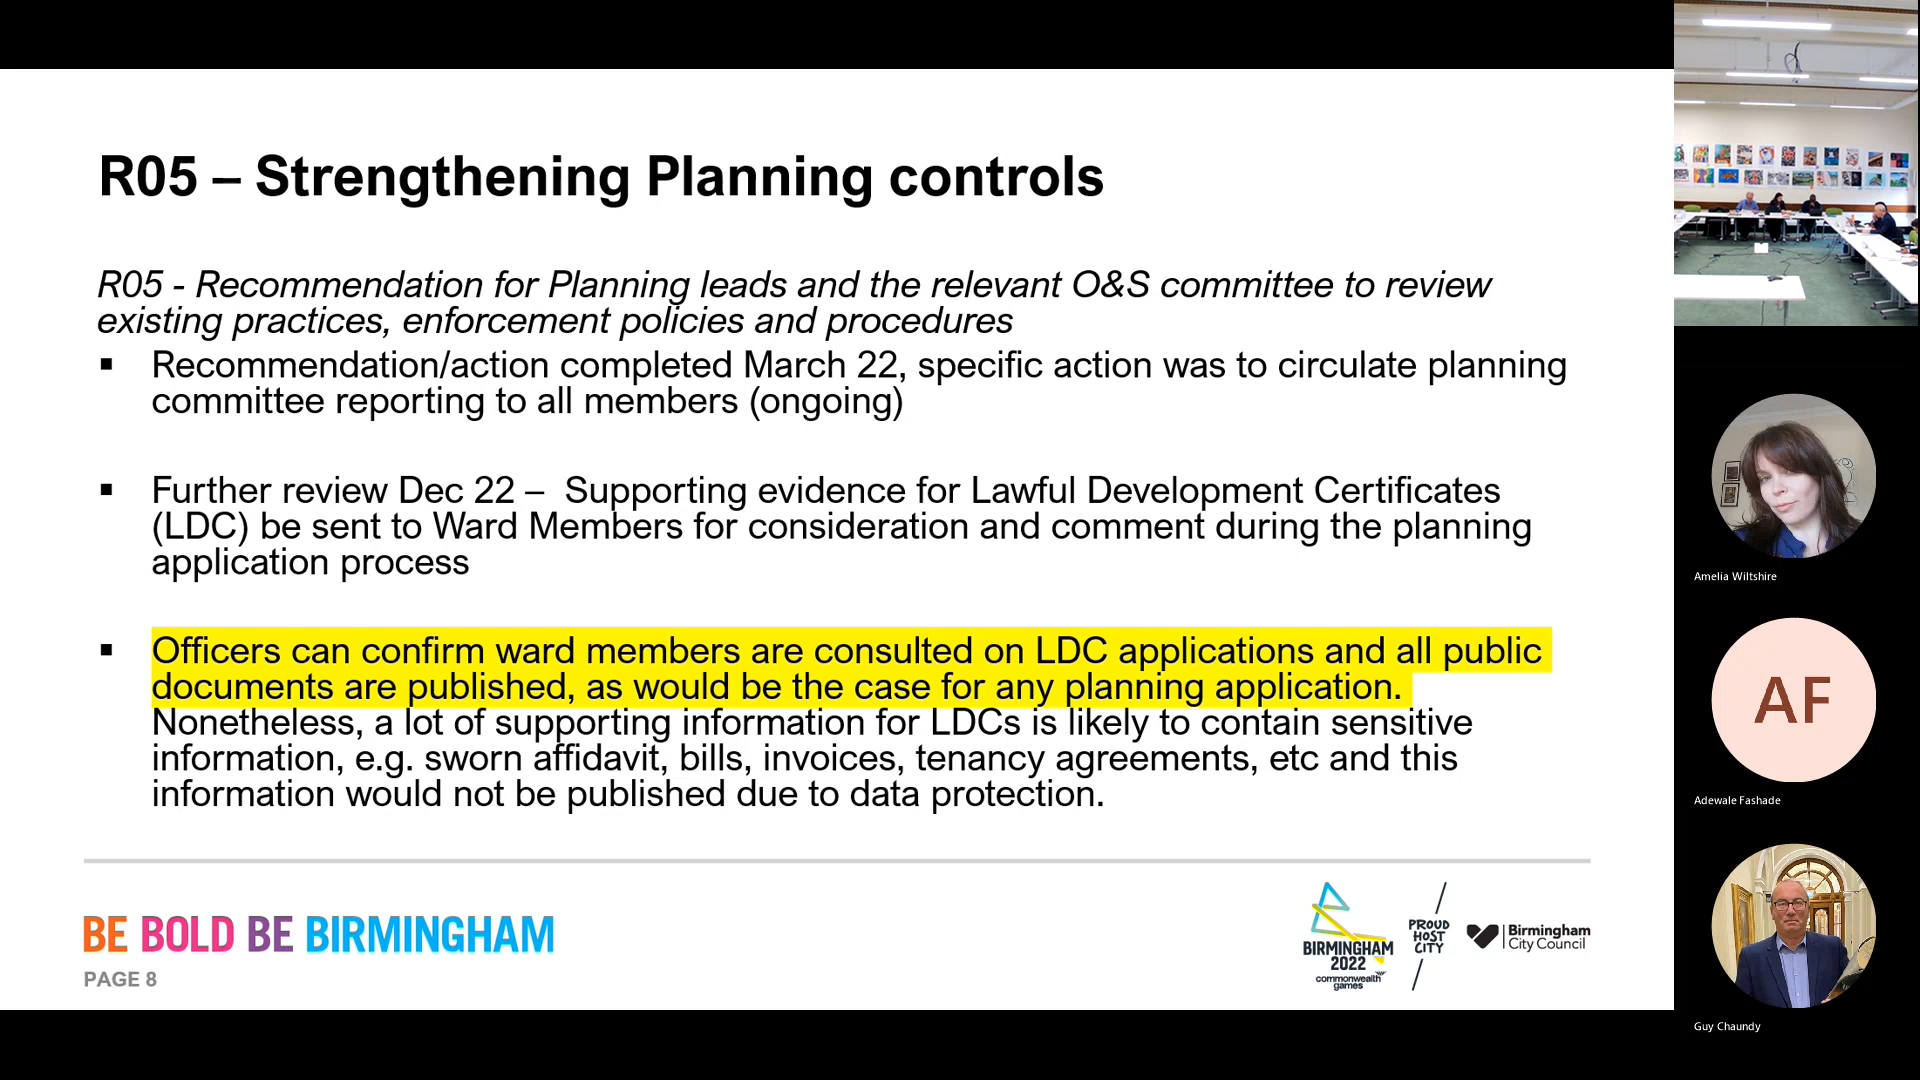 R05 – Strengthening Planning controls
R05 - Recommendation for Planning leads and the relevant O&S committee to review
existing practices, enforcement policies and procedures
▪ Recommendation/action completed March 22, specific action was to circulate planning
committee reporting to all members (ongoing)
▪ Further review Dec 22 –  Supporting evidence for Lawful Development Certificates
(LDC) be sent to Ward Members for consideration and comment during the planning
application process
▪ Officers can confirm ward members are consulted on LDC applications and all public
documents are published, as would be the case for any planning application.
Nonetheless, a lot of supporting information for LDCs is likely to contain sensitive
information, e.g. sworn affidavit, bills, invoices, tenancy agreements, etc and this
information would not be published due to data protection.
BE BOLD BE BIRMINGHAM
PAGE 8
BIRMINGHAM
2022
commonwealth
games
PROUD
HOST
CITY
Birmingham
City Council
Amelia Wiltshire
AF
Adewale Fashade
Guy Chaundy